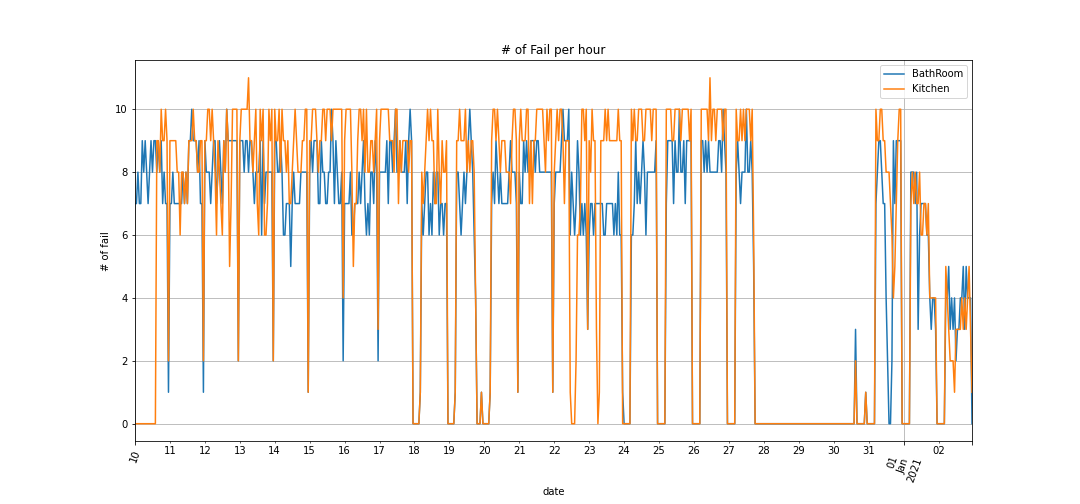 # of Fail per hour
BathRoom
Kitchen
# of fail
10
8
6
4
2
0
10 11 12 13 14 15 16 17 18 19 20 21 22 23 24 25 26 27 28 29 30 31 01 02
Jan
2021
date